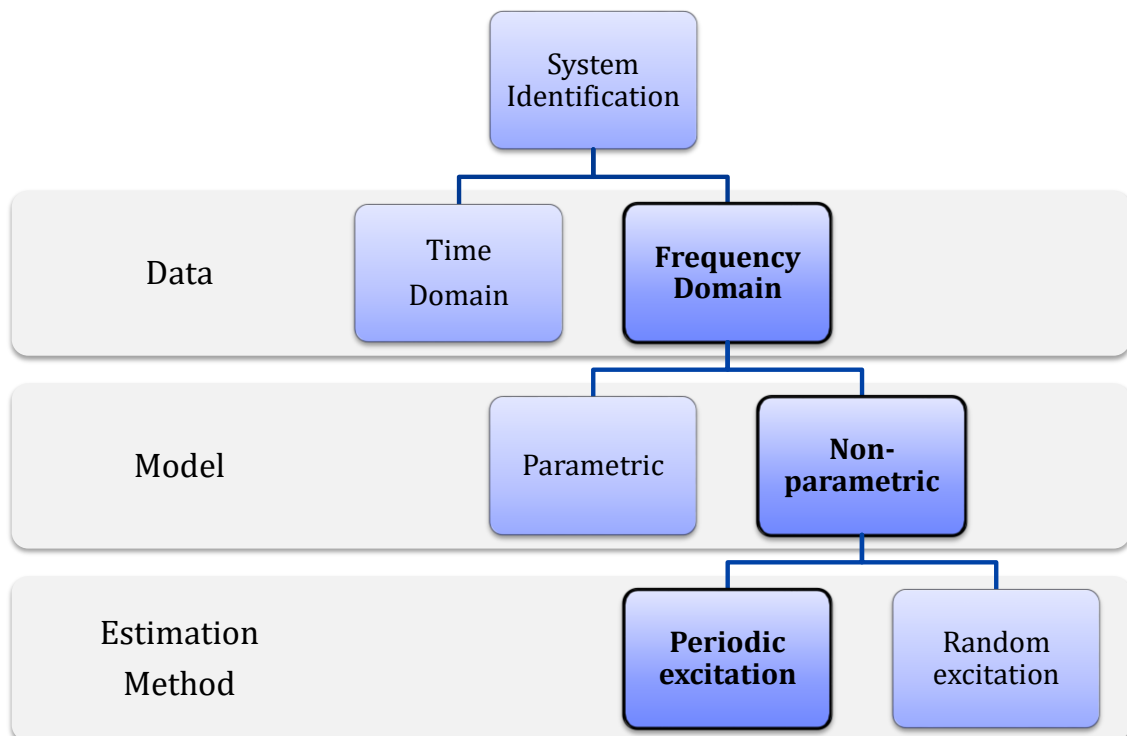 System
Identification
Data
Time
Domain
Frequency
Domain
Model
Parametric
Non-
parametric
Estimation
Method
Periodic
excitation
Random
excitation